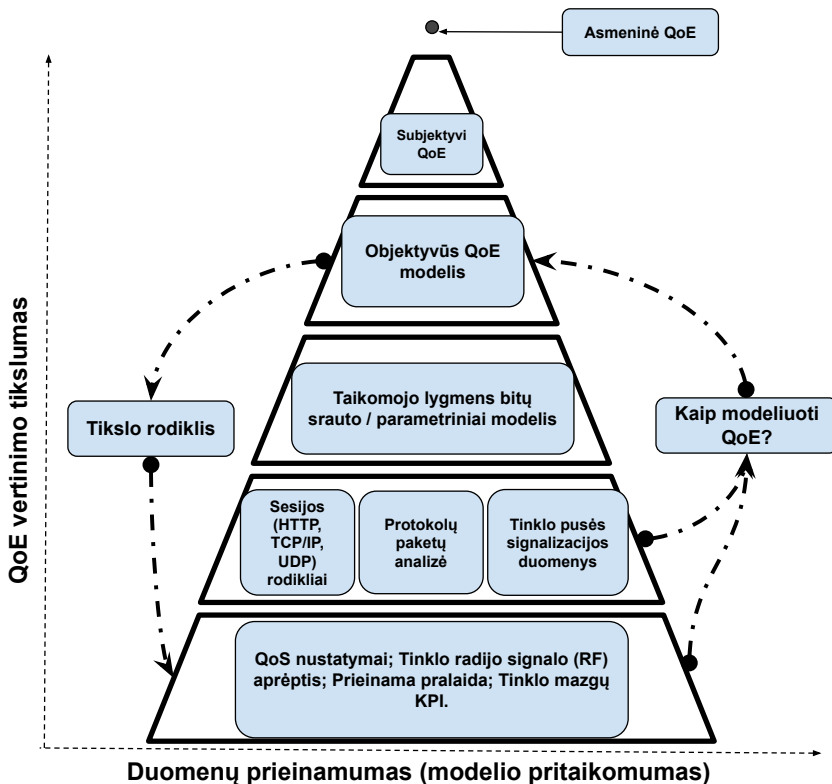 Asmeninė QoE
Subjektyvi
QoE
Objektyvūs QoE
modelis
Taikomojo lygmens bitų
srauto / parametriniai modelis
Tikslo rodiklis
Kaip modeliuoti
QoE?
Sesijos
(HTTP,
TCP/IP,
UDP)
rodikliai
Protokolų
paketų
analizė
Tinklo pusės
signalizacijos
duomenys
QoS nustatymai; Tinklo radijo signalo (RF)
aprėptis; Prieinama pralaida; Tinklo mazgų
KPI.
QoE vertinimo tikslumas
Duomenų prieinamumas (modelio pritaikomumas)